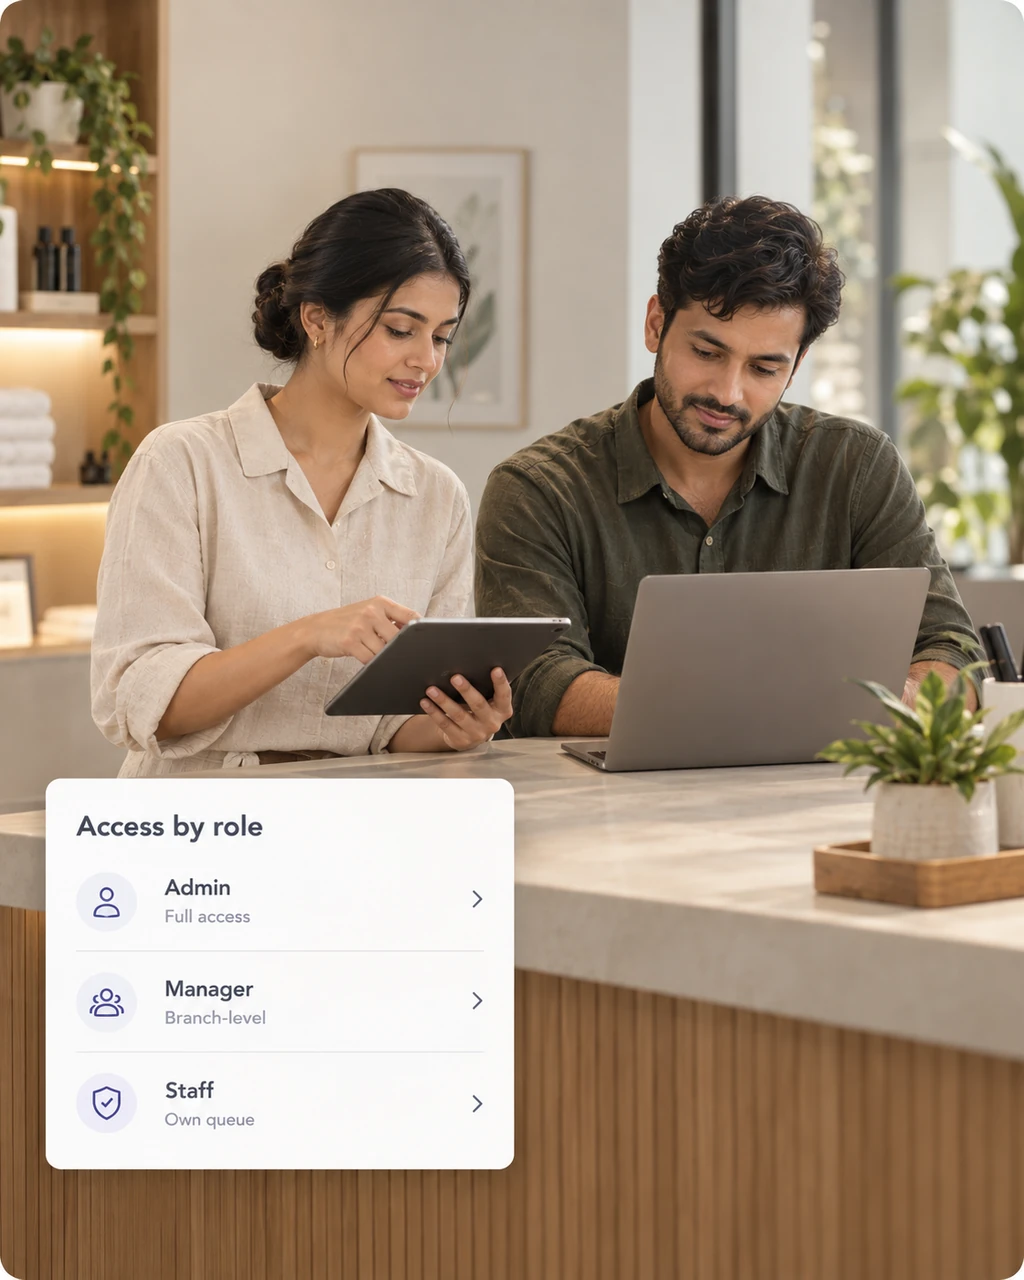 Access by role
Admin
Full access
Manager
Branch-level
Staff
Own queue